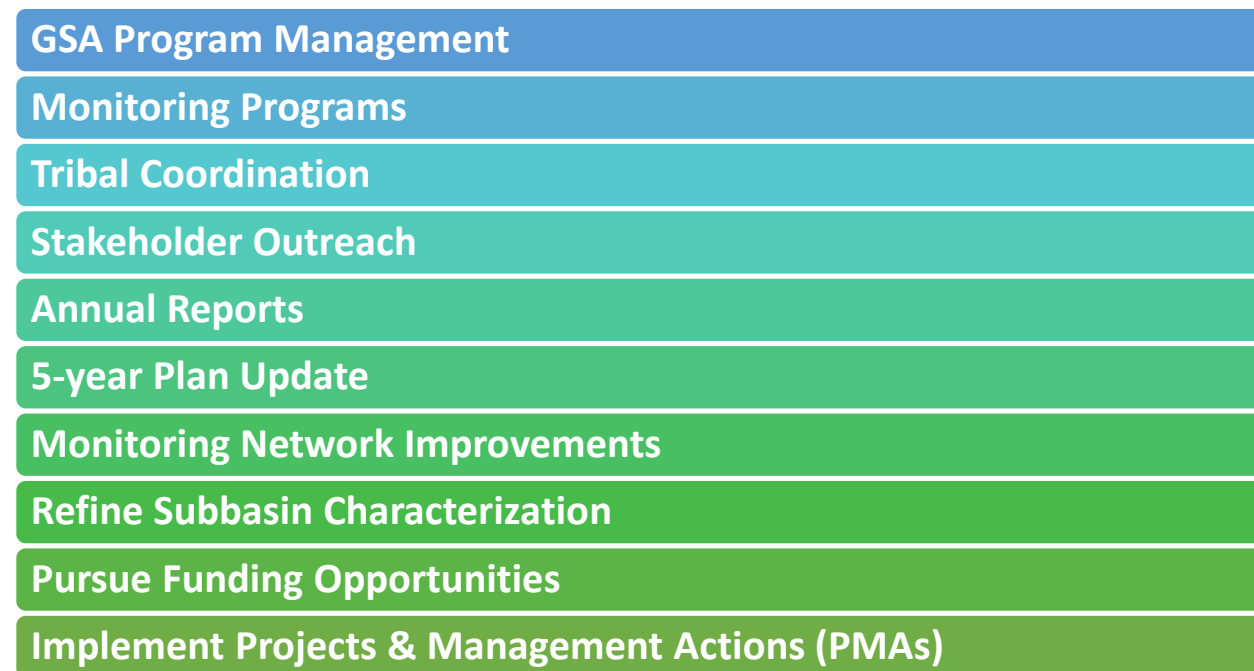 GSA Program Management
Monitoring Programs
Tribal Coordination
Stakeholder Outreach
Annual Reports
5-year Plan Update
Monitoring Network Improvements
Refine Subbasin Characterization
Pursue Funding Opportunities
Implement Projects & Management Actions (PMAs)